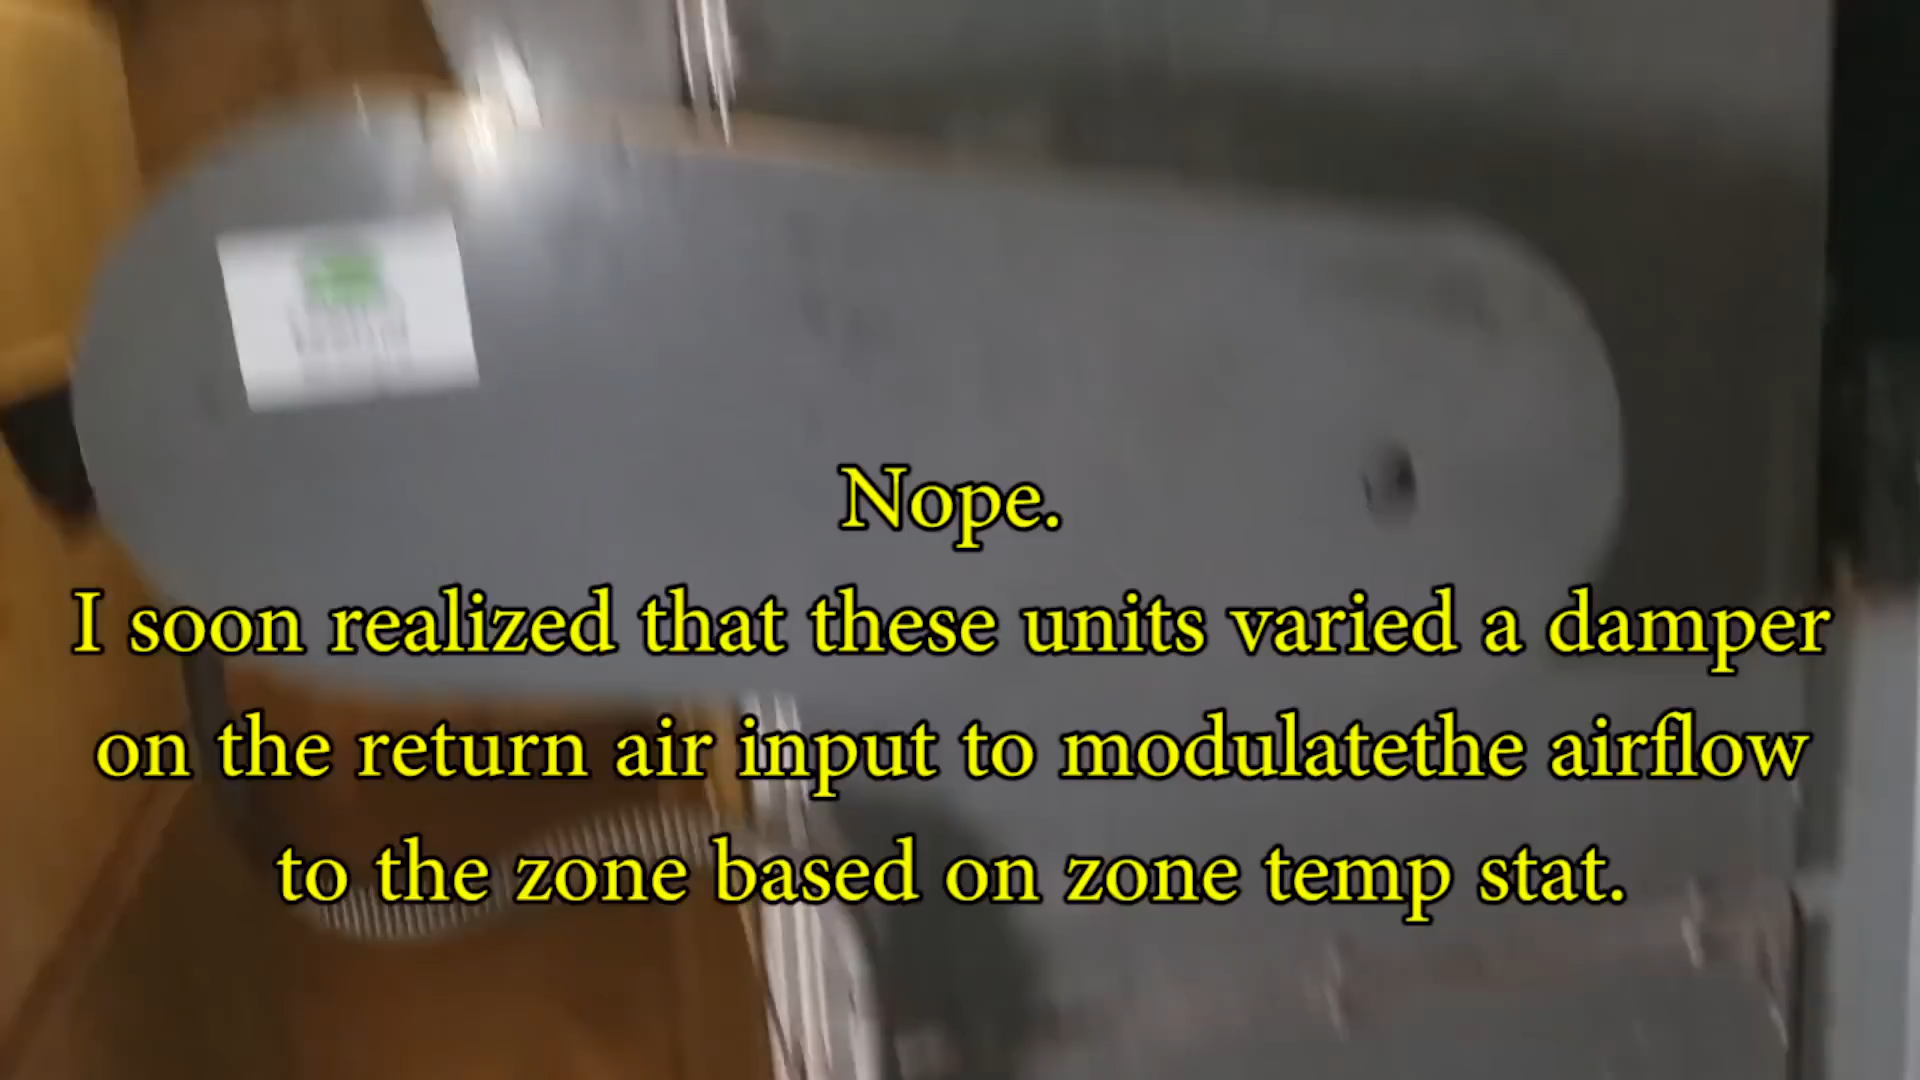 Nope.
I soon realized that these units varied a damper
on the return air input to modulatethe airflow
to the zone based on zone temp stat.